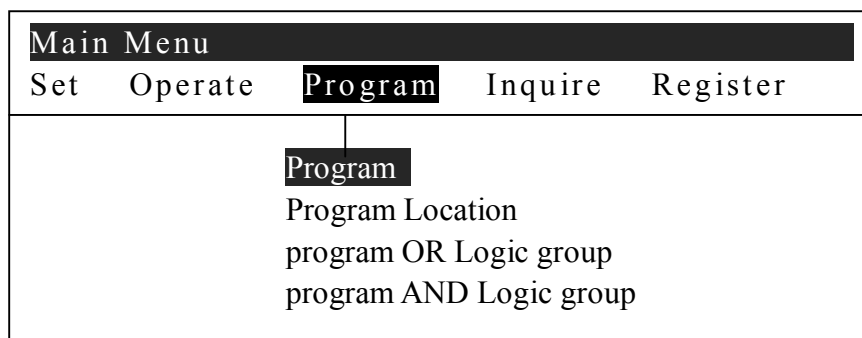 Main Menu
Set Operate Program Inquire Register
Program
Program Location
program OR Logic group
program AND Logic group